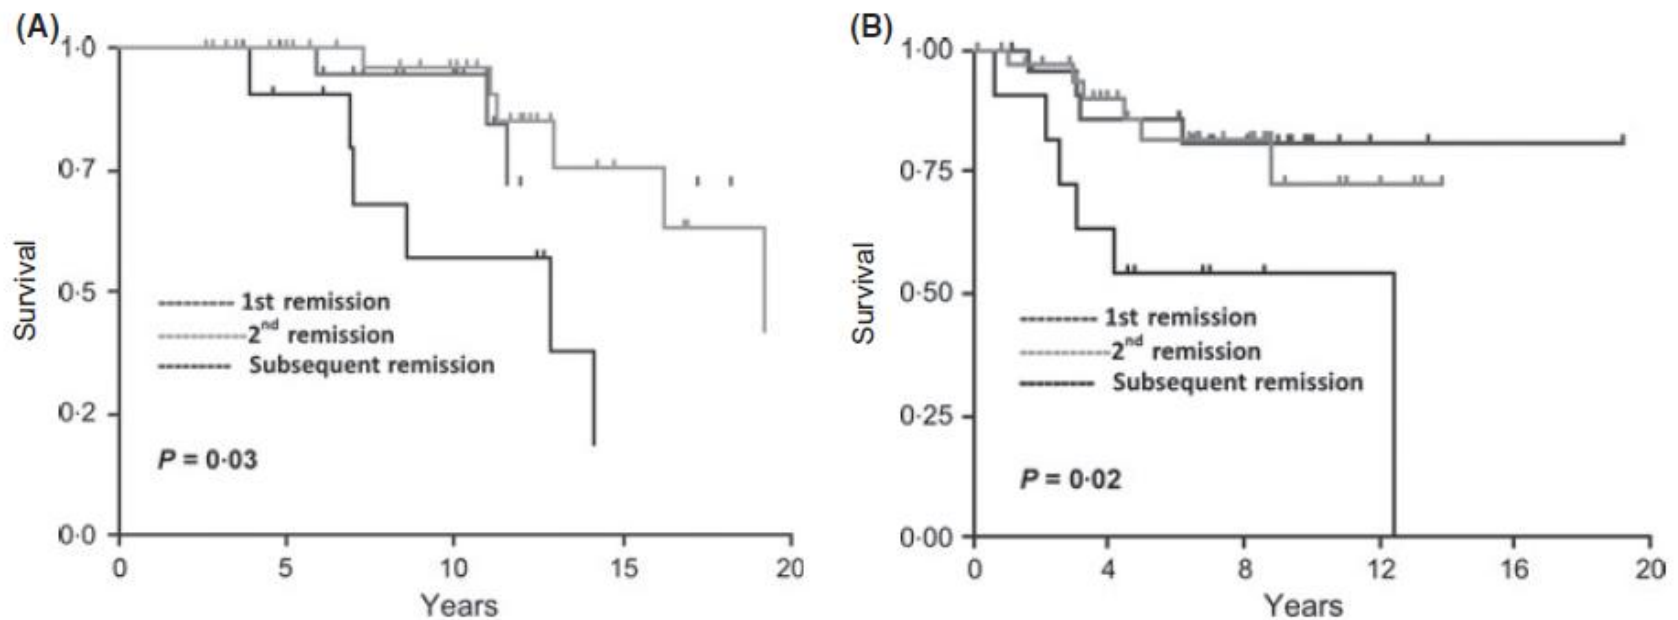 (A)
1·0
0·7
0·5
0·2
0·0
Survival
1st remission
2nd remission
Subsequent remission
P = 0·03
0 5 10 15 20
Years
(B)
1·00
0·75
0·50
0·25
0·00
Survival
1st remission
2nd remission
Subsequent remission
P = 0·02
0 4 8 12 16 20
Years